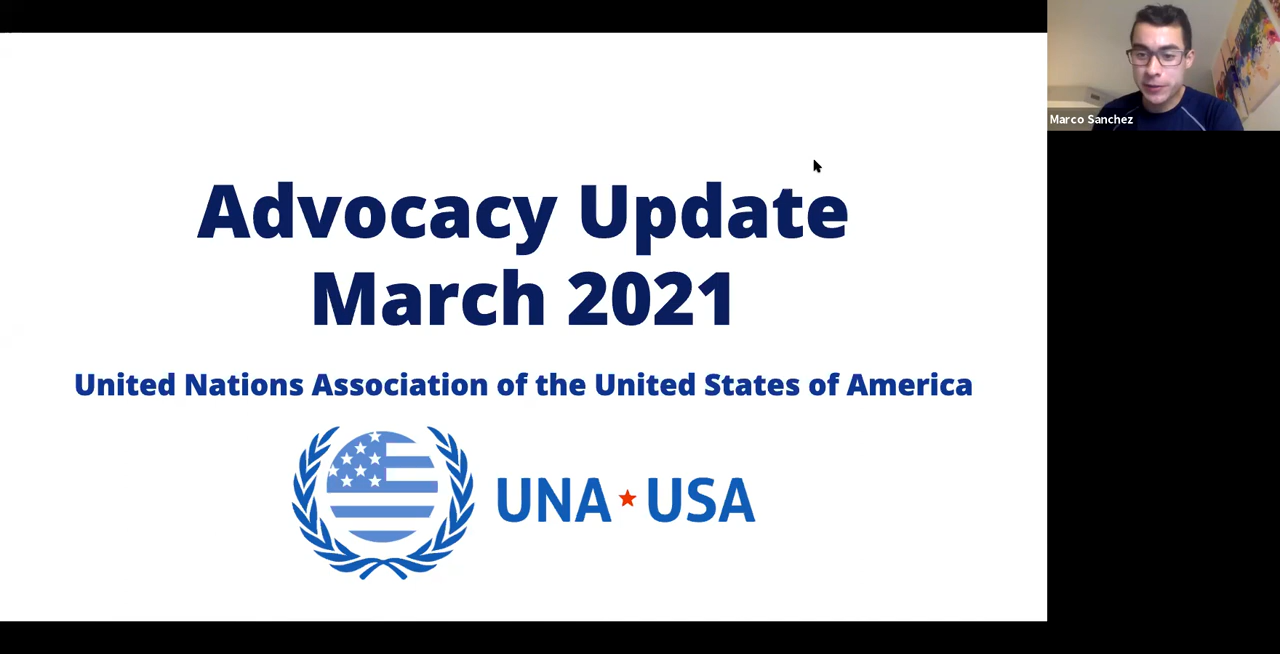 Advocacy Update
March 2021
United Nations Association of the United States of America
UNA USA
Marco Sanchez